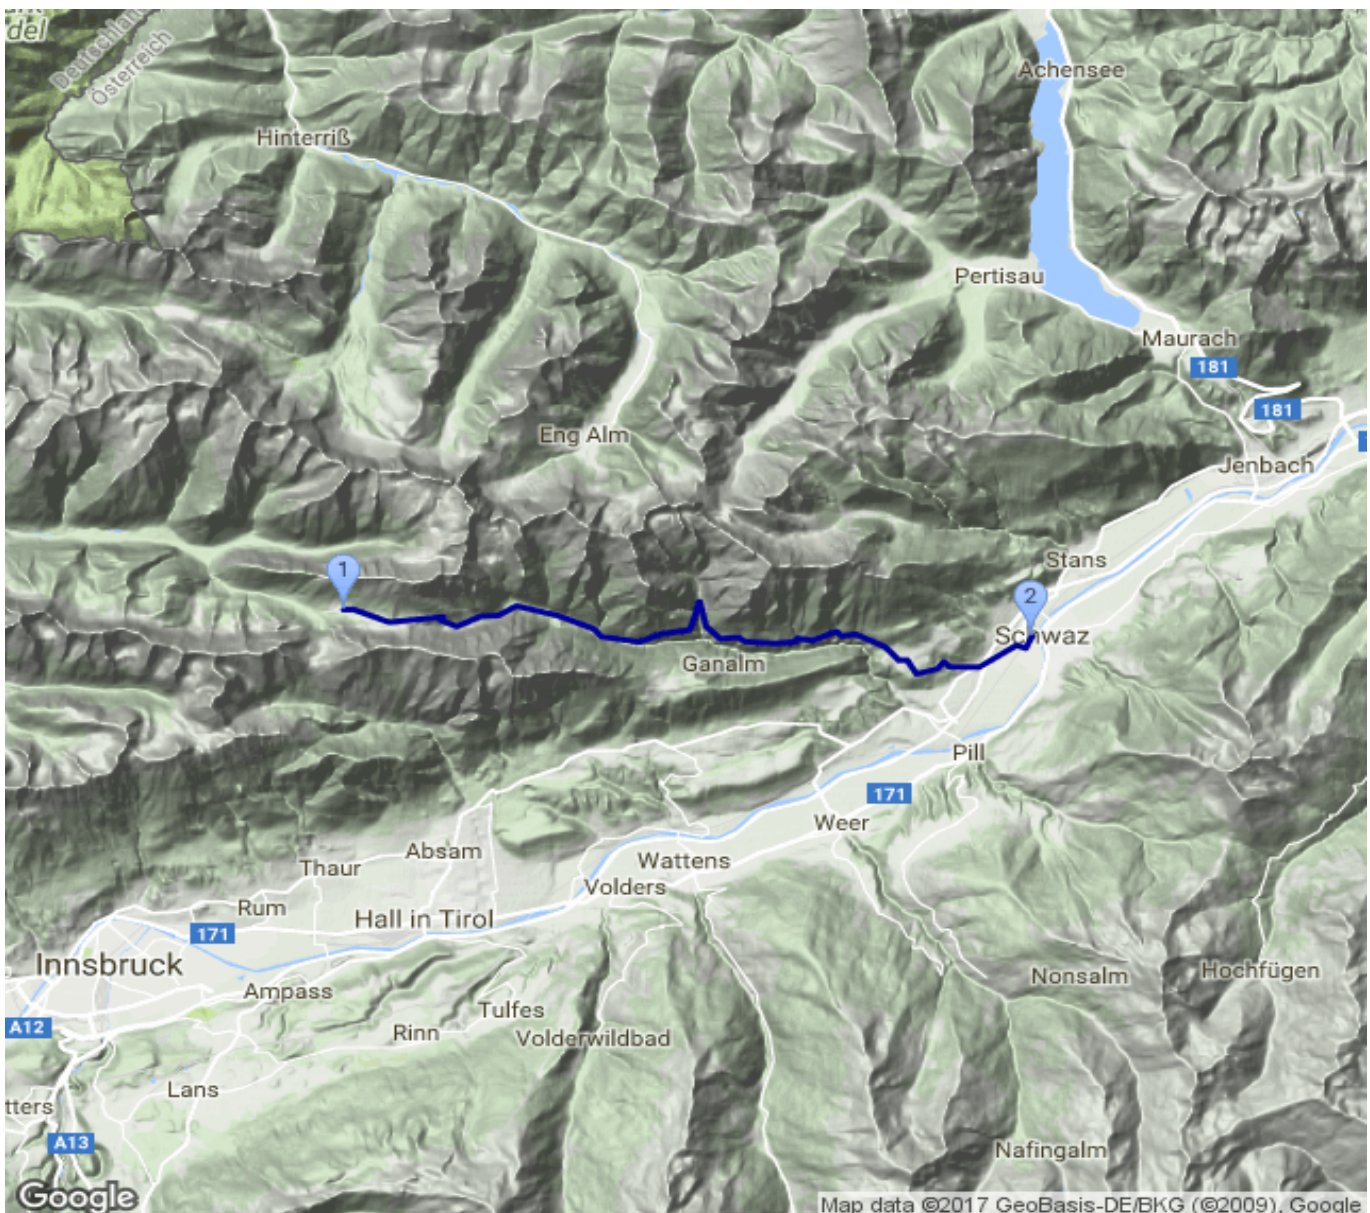 del
Deutschland
Österreich
Achensee
Hinterriß
Pertisau
Maurach
181
181
Eng Alm
Jenbach
Stans
1
2
Schwaz
Ganalm
Pill
171
Weer
Absam
Thaur
Wattens
Volders
Rum
Hall in Tirol
171
Innsbruck
Nonsalm
Hochfügen
Ampass
Tulfes
A12
Rinn
Volderwildbad
Lans
tters
A13
Nafingalm
Google
Map data ©2017 GeoBasis-DE/BKG (©2009), Google